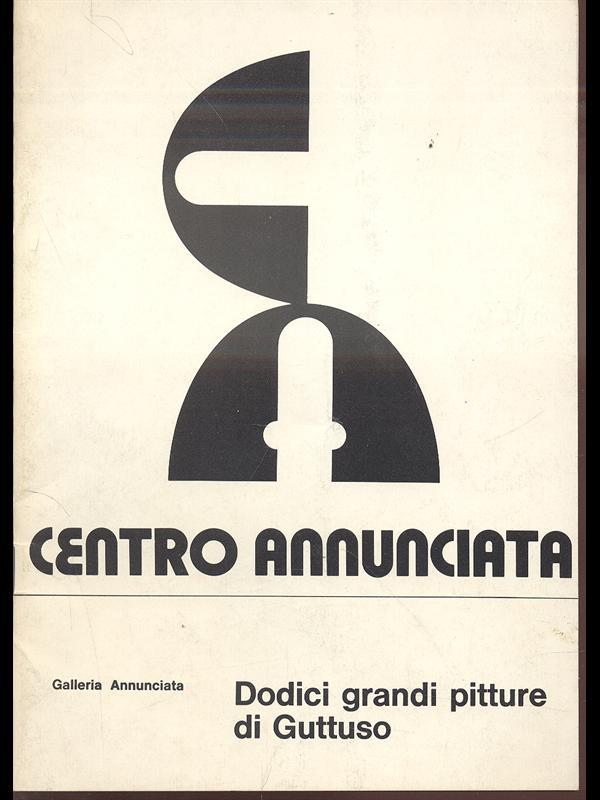 CENTRO ANNUNCIATA
Galleria Annunciata
Dodici grandi pitture
di Guttuso